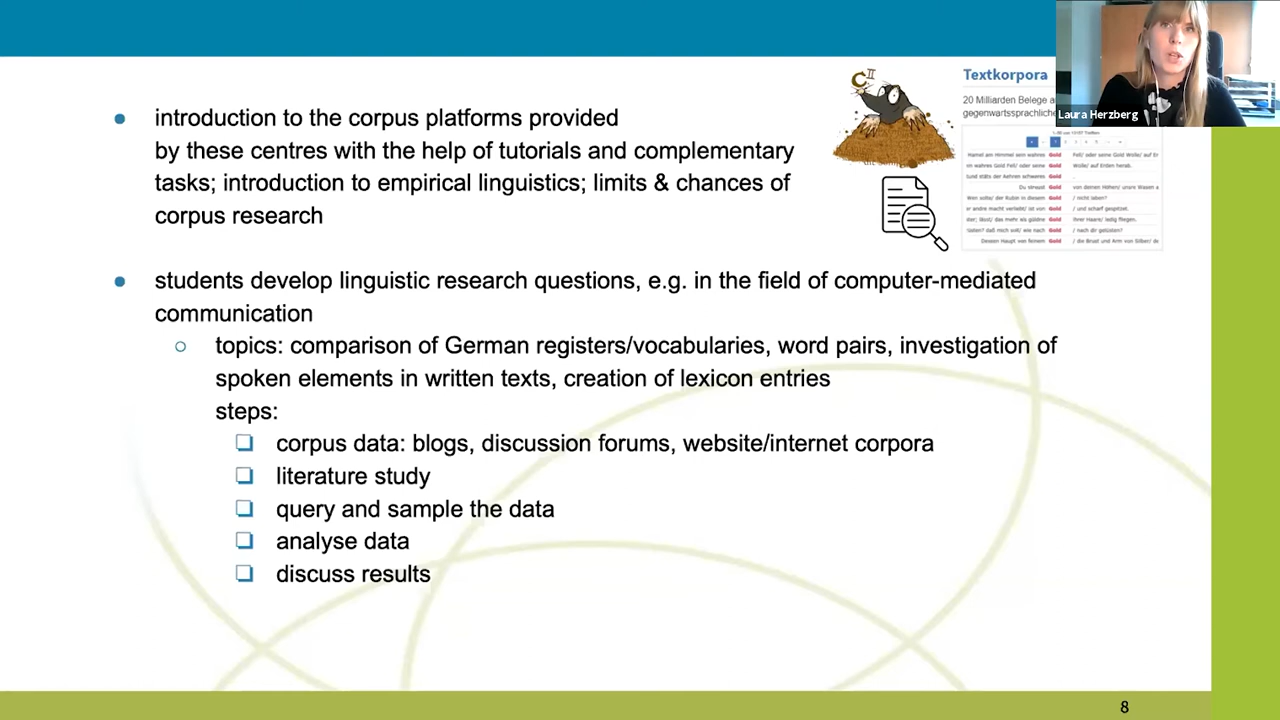 Textkorpora
20 Milliarden Belege
gegenwartssprachliche
Laura Herzberg
introduction to the corpus platforms provided
by these centres with the help of tutorials and complementary
tasks; introduction to empirical linguistics; limits & chances of
corpus research
students develop linguistic research questions, e.g. in the field of computer-mediated
communication
topics: comparison of German registers/vocabularies, word pairs, investigation of
spoken elements in written texts, creation of lexicon entries
steps:
corpus data: blogs, discussion forums, website/internet corpora
literature study
query and sample the data
analyse data
discuss results
8